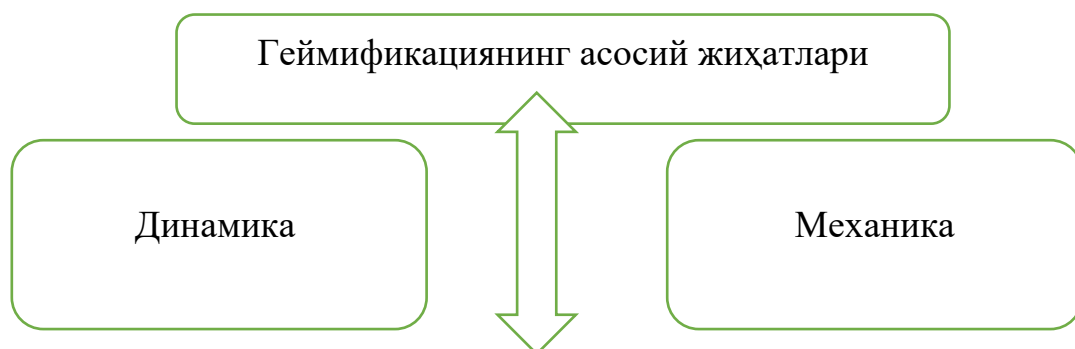 Геймификациянинг асосий жиҳатлари
Динамика
Механика